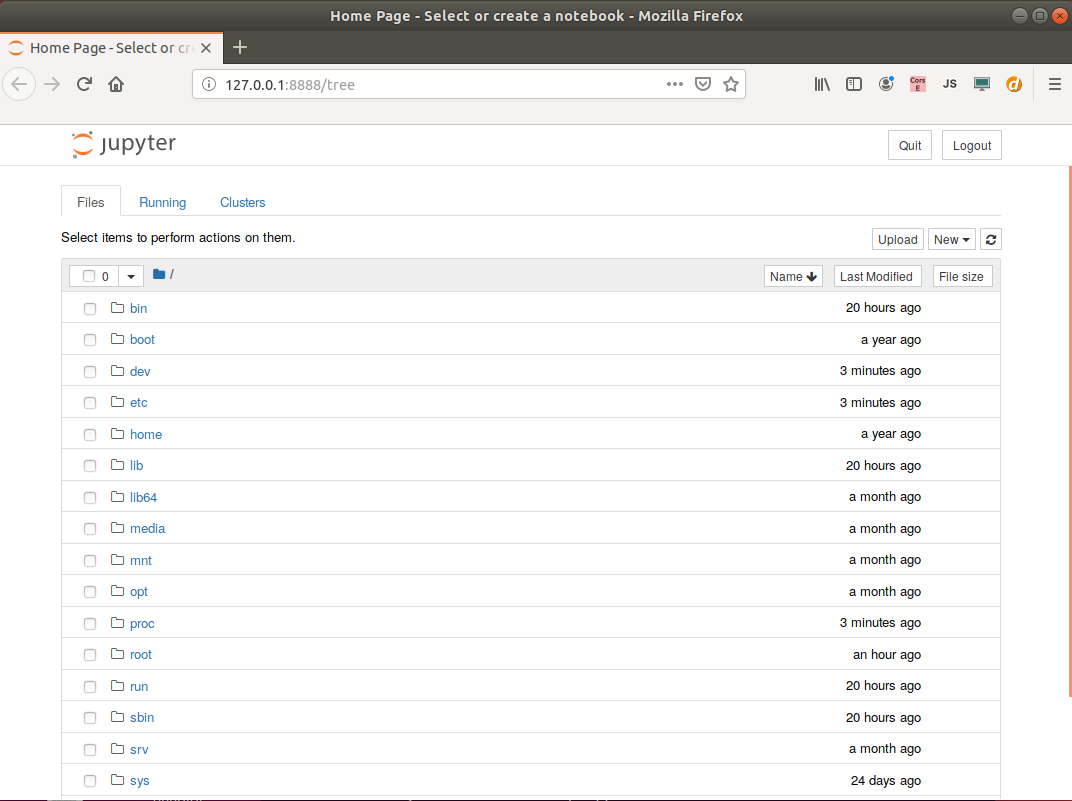 Home Page - Select or create a notebook - Mozilla Firefox
Home Page - Select or cr
127.0.0.1:8888/tree
Cors E
JS
jupyter
Quit
Logout
Files
Running
Clusters
Select items to perform actions on them.
Upload
New
0
/
Name
Last Modified
File size
bin 20 hours ago
boot a year ago
dev 3 minutes ago
etc 3 minutes ago
home a year ago
lib 20 hours ago
lib64 a month ago
media a month ago
mnt a month ago
opt a month ago
proc 3 minutes ago
root an hour ago
run 20 hours ago
sbin 20 hours ago
srv a month ago
sys 24 days ago